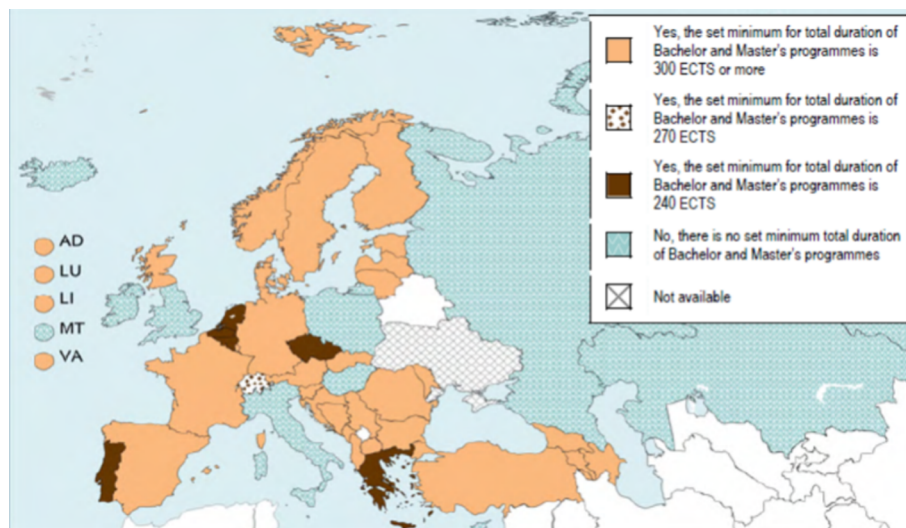 Yes, the set minimum for total duration of
Bachelor and Master's programmes is
300 ECTS or more
Yes, the set minimum for total duration of
Bachelor and Master's programmes is
270 ECTS
Yes, the set minimum for total duration of
Bachelor and Master's programmes is
240 ECTS
No, there is no set minimum total duration
of Bachelor and Master's programmes
Not available
AD
LU
LI
MT
VA